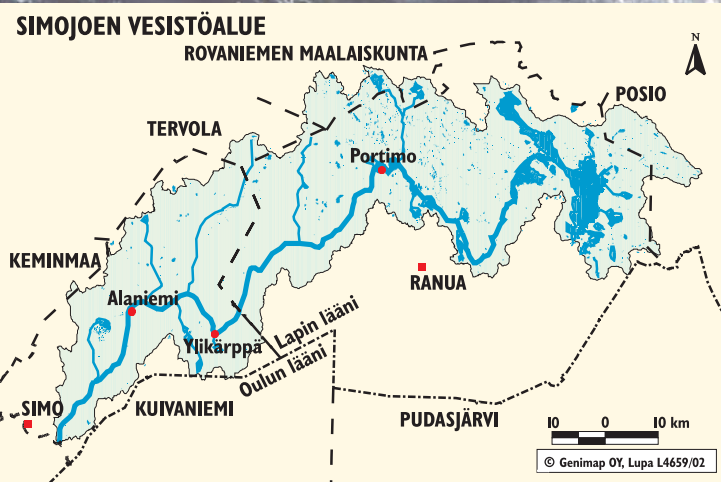 SIMOJOEN VESISTÖALUE
ROVANIEMEN MAALAISKUNTA
N
POSIO
TERVOLA
Portimo
KEMINMAA
RANUA
Alaniemi
Ylikärppä
Lapin lääni
Oulun lääni
SIMO
KUIVANIEMI
PUDASJÄRVI
10 0 10 km
© Genimap OY, Lupa L4659/02